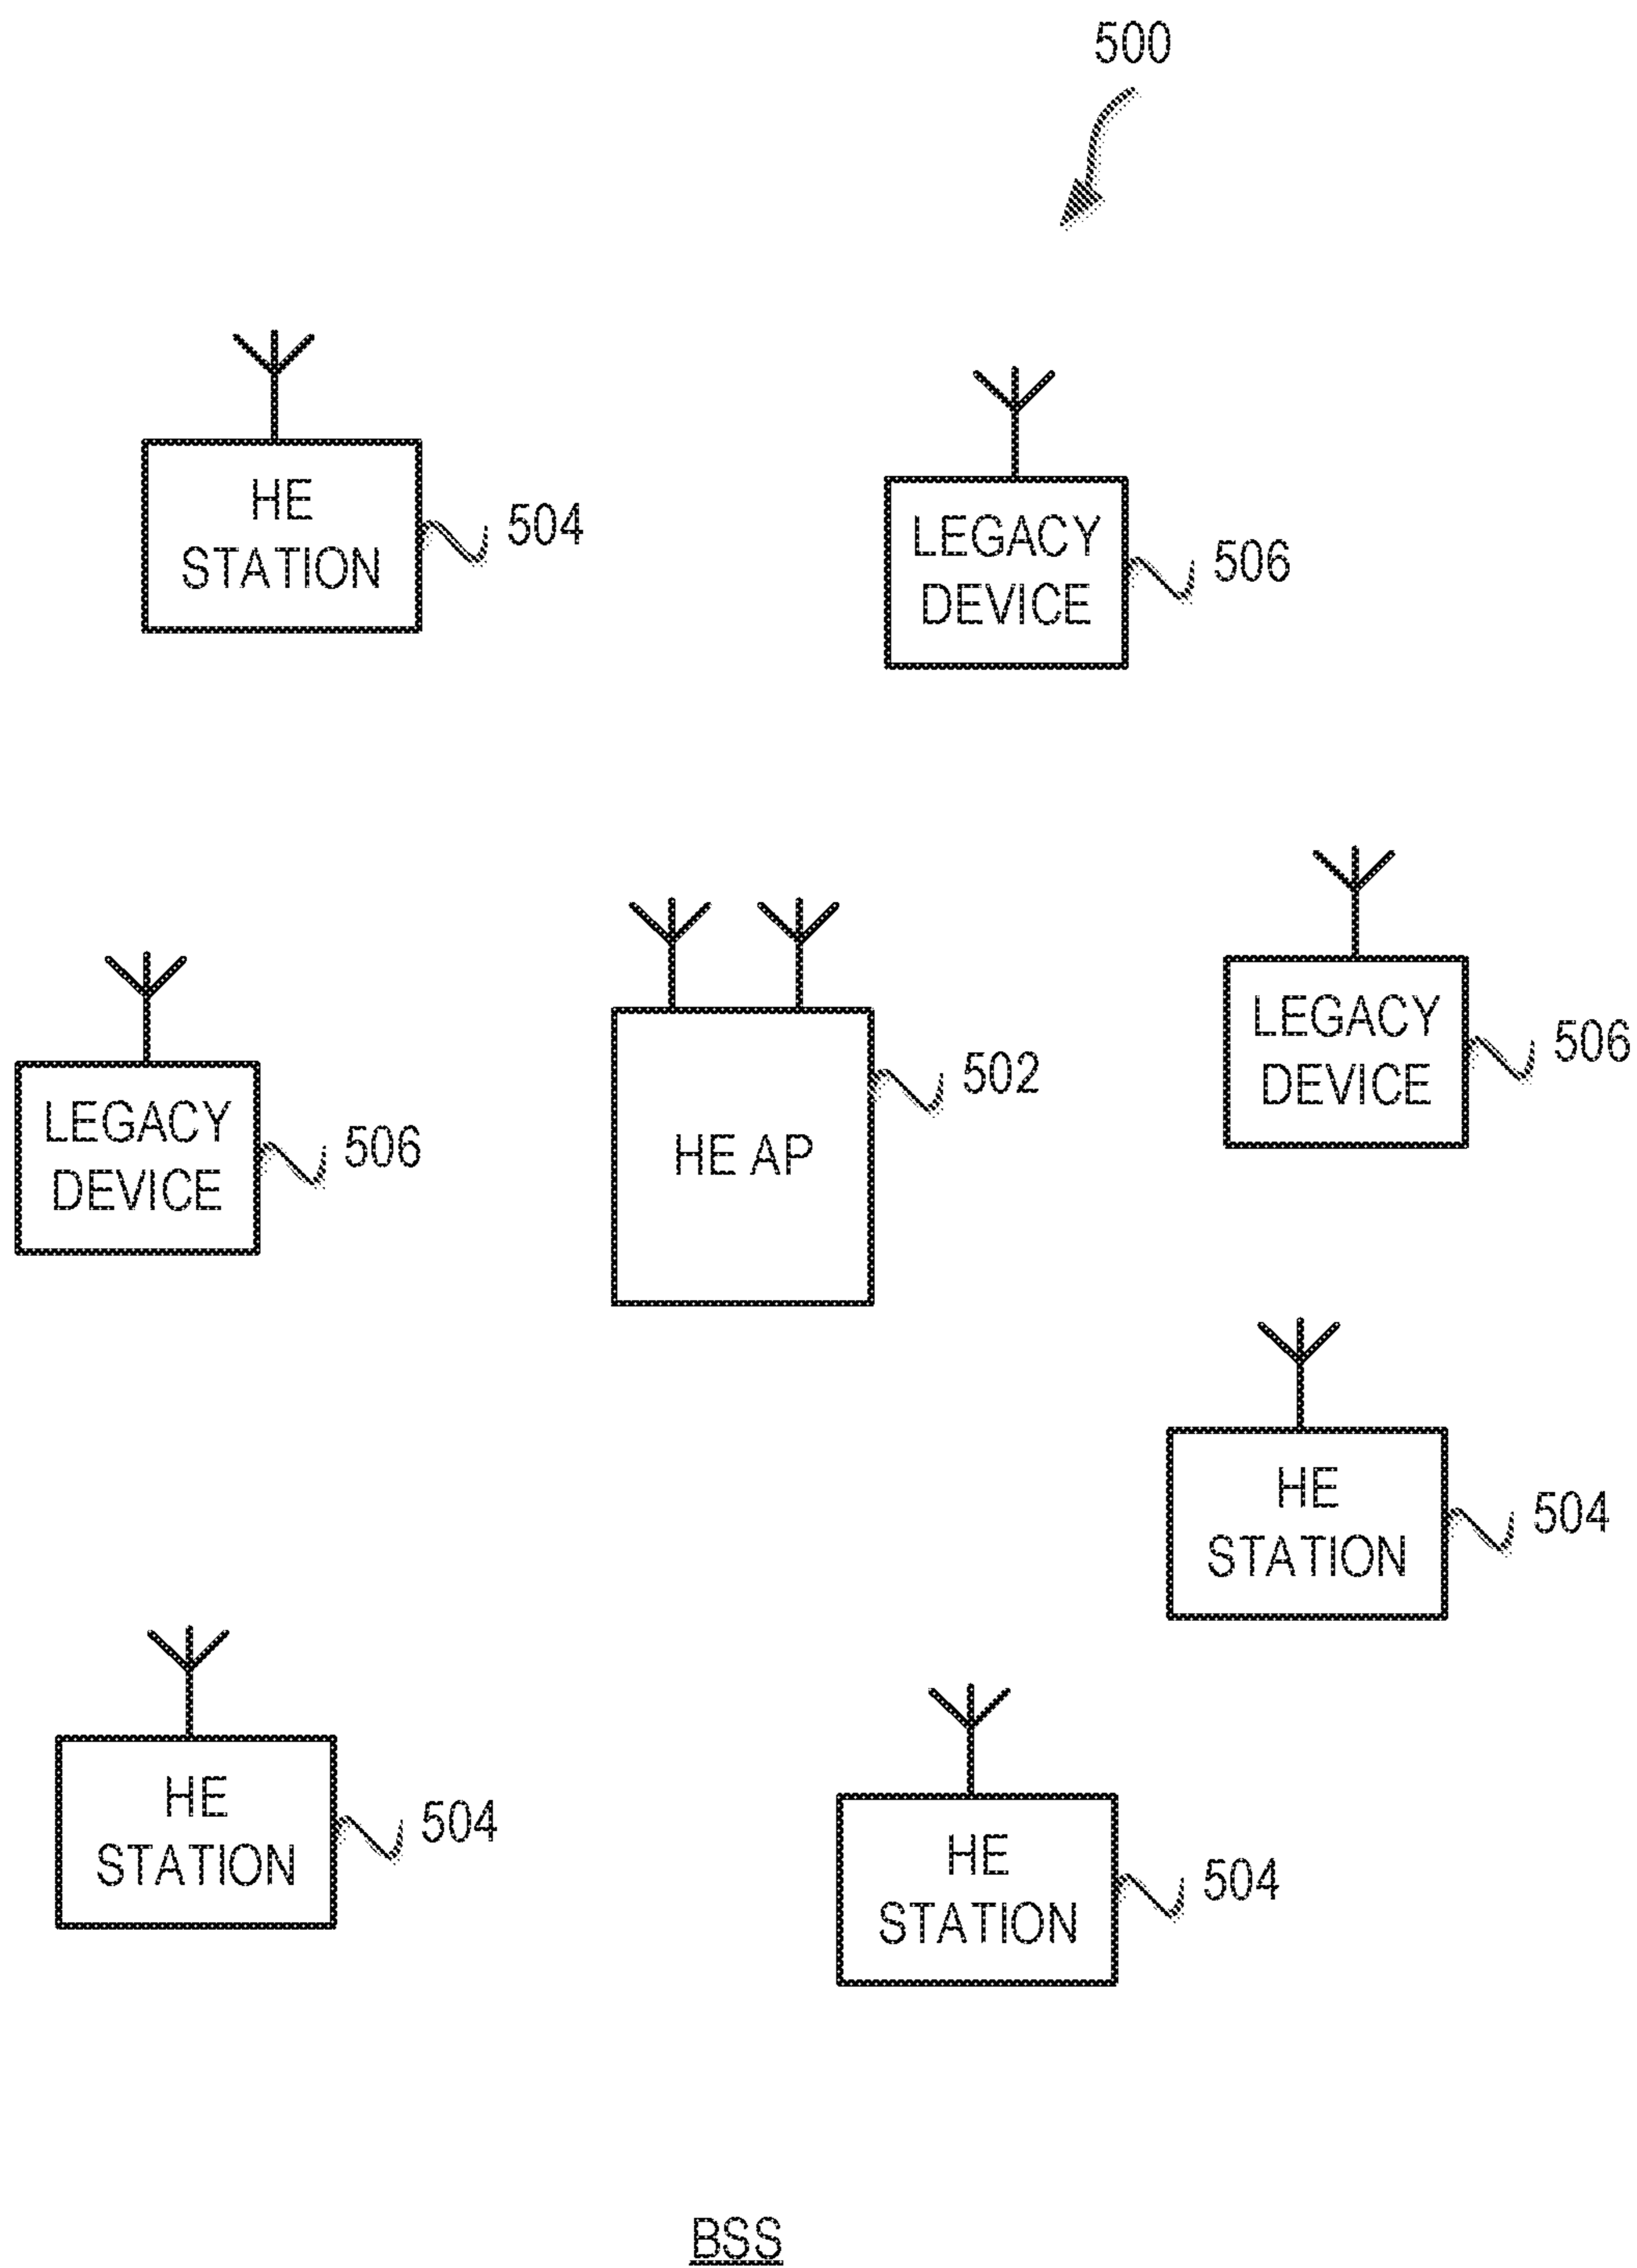 500
HE
STATION
504
LEGACY
DEVICE
506
LEGACY
DEVICE
506
HE AP
502
LEGACY
DEVICE
506
HE
STATION
504
HE
STATION
504
HE
STATION
504
BSS